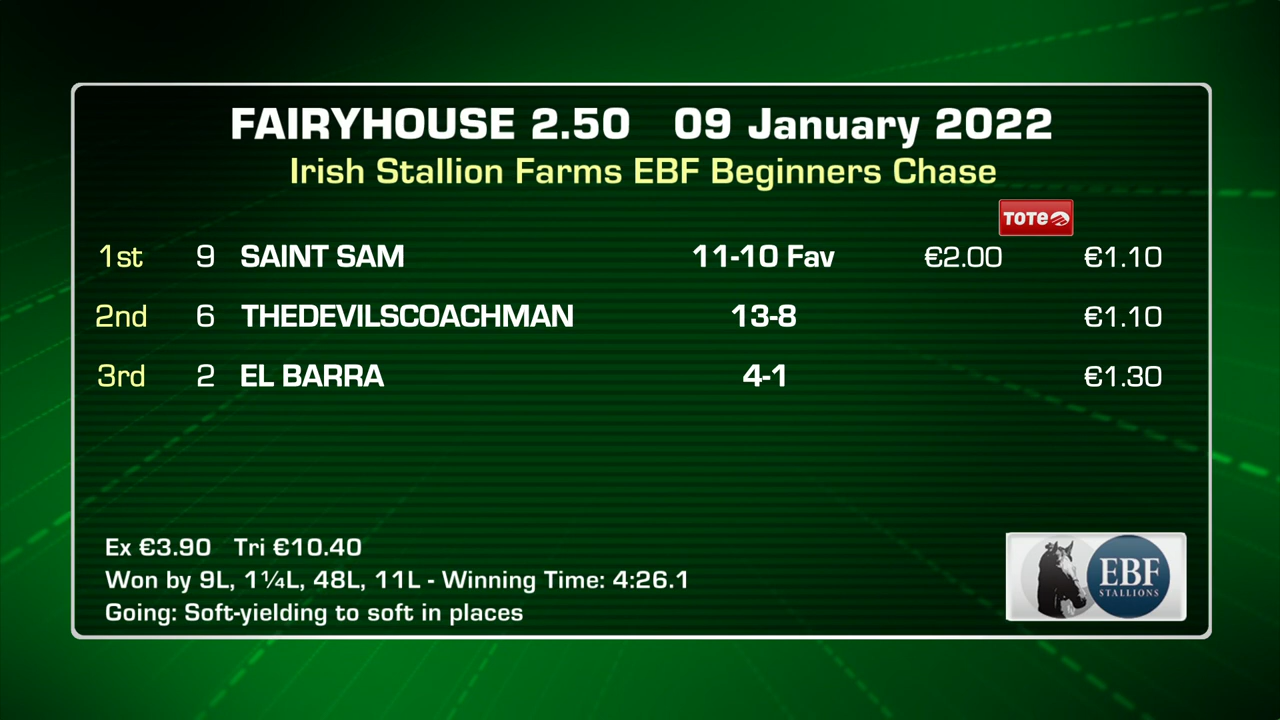 FAIRYHOUSE 2.50 09 January 2022
Irish Stallion Farms EBF Beginners Chase
TOTE
1st 9 SAINT SAM 11-10 Fav €2.00 €1.10
2nd 6 THEDEVILSCOACHMAN 13-8 €1.10
3rd 2 EL BARRA 4-1 €1.30
Ex €3.90 Tri €10.40
Won by 9L, 1¼L, 48L, 11L - Winning Time: 4:26.1
Going: Soft-yielding to soft in places
EBF
STALLIONS